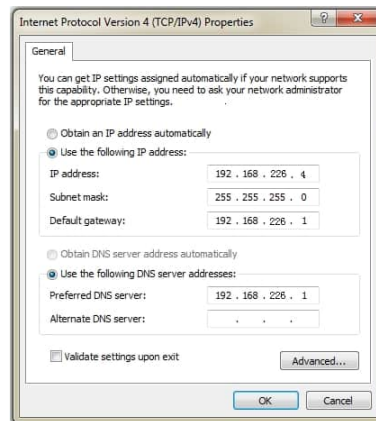 Internet Protocol Version 4 (TCP/IPv4) Properties
General
You can get IP settings assigned automatically if your network supports
this capability. Otherwise, you need to ask your network administrator
for the appropriate IP settings.
Obtain an IP address automatically
Use the following IP address:
IP address: 192 . 168 . 226 . 4
Subnet mask: 255 . 255 . 255 . 0
Default gateway: 192 . 168 . 226 . 1
Obtain DNS server address automatically
Use the following DNS server addresses:
Preferred DNS server: 192 . 168 . 226 . 1
Alternate DNS server: . . .
Validate settings upon exit
Advanced...
OK Cancel